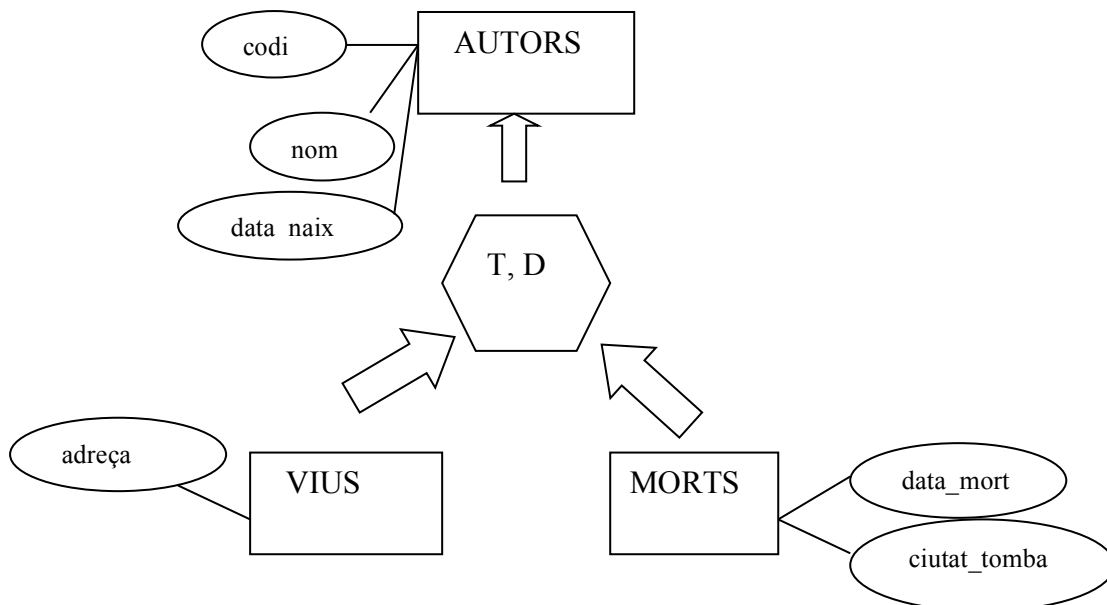 codi
AUTORS
nom
data_naix
T, D
adreça
VIUS
MORTS
data_mort
ciutat_tomba